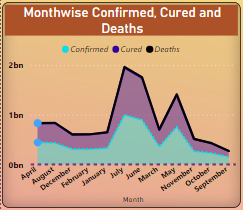 Monthwise Confirmed, Cured and
Deaths
Confirmed Cured Deaths
2bn
1bn
0bn
April
August
December
February
January
July
June
March
May
November
October
September
Month